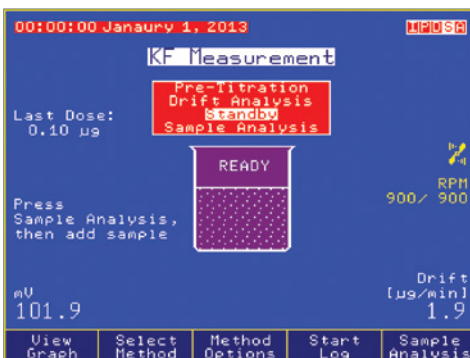 00:00:00 Janaury 1, 2013 IPUSA
KF Measurement
Pre-Titration
Drift Analysis
Standby
Sample Analysis
Last Dose:
0.10 µg
READY
RPM
900/ 900
Press
Sample Analysis,
then add sample
mV
101.9
Drift
[µg/min]
1.9
View Graph
Select Method
Method Options
Start Log
Sample Analysis